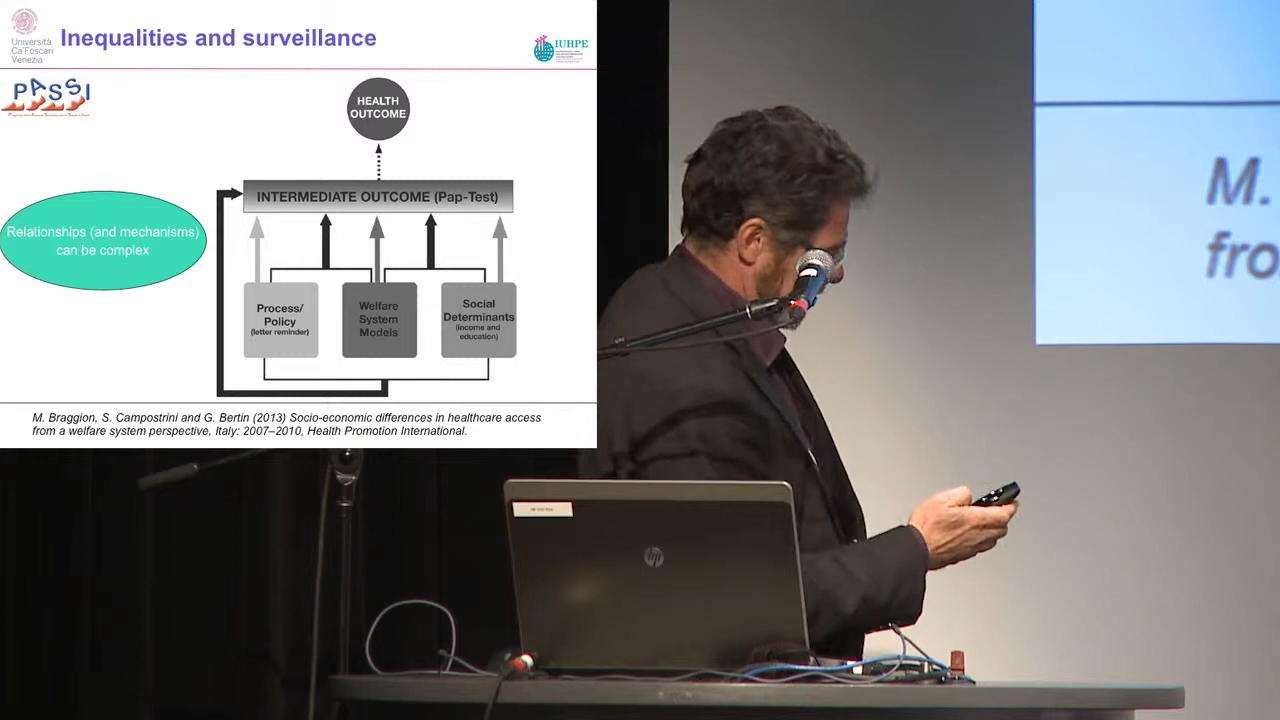 Università
Ca'Foscari
Venezia
Inequalities and surveillance
IUHPE
PASSI
HEALTH
OUTCOME
INTERMEDIATE OUTCOME (Pap-Test)
Relationships (and mechanisms)
can be complex
Process/
Policy
(letter reminder)
Welfare
System
Models
Social
Determinants
(income and
education)
M. Braggion, S. Campostrini and G. Bertin (2013) Socio-economic differences in healthcare access
from a welfare system perspective, Italy: 2007–2010, Health Promotion International.
M.
fro
hp